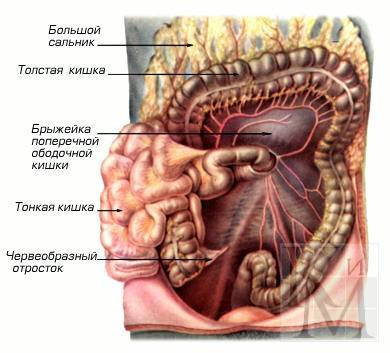 Большой
сальник
Толстая кишка
Брыжейка
поперечной
ободочной
кишки
Тонкая кишка
Червеобразный
отросток
И
М